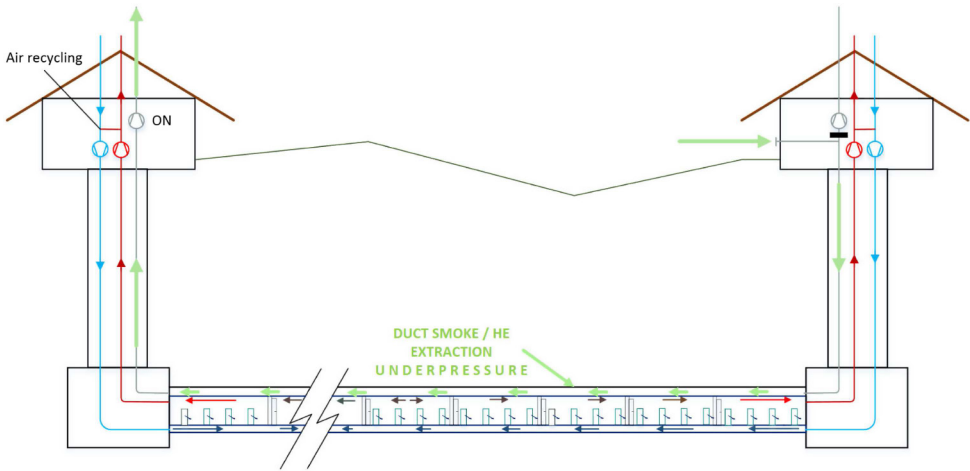 Air recycling
ON
DUCT SMOKE / HE
EXTRACTION
UNDERPRESSURE